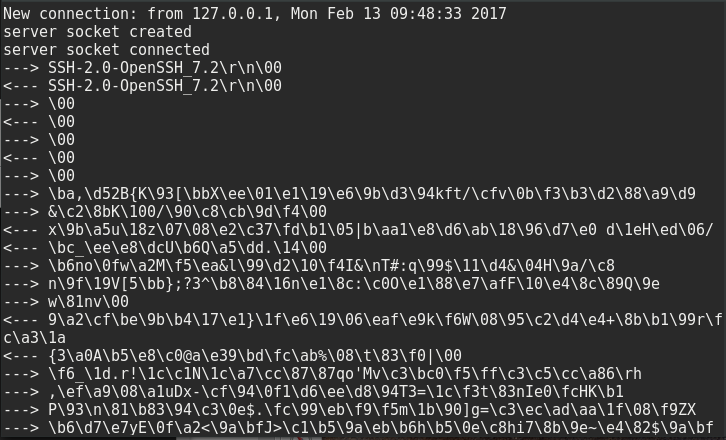 New connection: from 127.0.0.1, Mon Feb 13 09:48:33 2017
server socket created
server socket connected
---> SSH-2.0-OpenSSH_7.2\r\n\00
<--- SSH-2.0-OpenSSH_7.2\r\n\00
---> \00
<--- \00
---> \00
<--- \00
---> \00
---> \ba,\d52B{K\93[\bbX\ee\01\e1\19\e6\9b\d3\94kft/\cfv\0b\f3\b3\d2\88\a9\d9
---> &\c2\8bK\100/\90\c8\cb\9d\f4\00
<--- x\9b\a5u\18z\07\08\e2\c37\fd\b1\05|b\aa1\e8\d6\ab\18\96\d7\e0 d\1eH\ed\06/
<--- \bc_\ee\e8\dcU\b6Q\a5\dd.\14\00
---> \b6no\0fw\a2M\f5\ea&l\99\d2\10\f4I&\nT#:q\99$\11\d4&\04H\9a/\c8
---> n\9f\19V[5\bb};?3^\b8\84\16n\e1\8c:\c0O\e1\88\e7\afF\10\e4\8c\89Q\9e
---> w\81nv\00
<--- 9\a2\cf\be\9b\b4\17\e1}\1f\e6\19\06\eaf\e9k\f6W\08\95\c2\d4\e4+\8b\b1\99r\f
c\a3\1a
<--- {3\a0A\b5\e8\c0@a\e39\bd\fc\ab%\08\t\83\f0|\00
---> \f6_\1d.r!\1c\c1N\1c\a7\cc\87\87qo'Mv\c3\bc0\f5\ff\c3\c5\cc\a86\rh
---> ,\ef\a9\08\a1uDx-\cf\94\0f1\d6\ee\d8\94T3=\1c\f3t\83nIe0\fcHK\b1
---> P\93\n\81\b83\94\c3\0e$.\fc\99\eb\f9\f5m\1b\90]g=\c3\ec\ad\aa\1f\08\f9ZX
---> \b6\d7\e7yE\0f\a2<\9a\bfJ>\c1\b5\9a\eb\b6h\b5\0e\c8hi7\8b\9e~\e4\82$\9a\bf